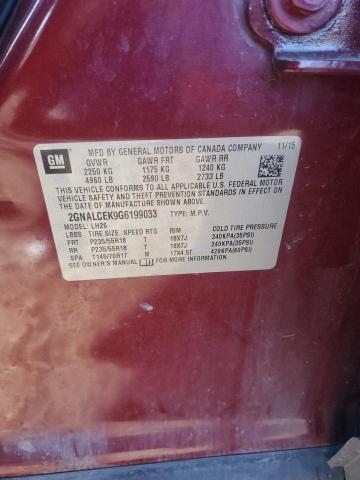 GM
MFD BY GENERAL MOTORS OF CANADA COMPANY 11/15
GVWR GAWR FRT GAWR RR
2250 KG 1175 KG 1240 KG
4960 LB 2590 LB 2733 LB
THIS VEHICLE CONFORMS TO ALL APPLICABLE U.S. FEDERAL MOTOR
VEHICLE SAFETY AND THEFT PREVENTION STANDARDS IN EFFECT ON
THE DATE OF MANUFACTURE SHOWN ABOVE.
2GNALCEK9G6199033 TYPE: M.P.V.
MODEL: LH26
LBBS TIRE SIZE SPEED RTG RIM COLD TIRE PRESSURE
FRT P235/55R18 T 18X7J 240KPA(35PSI)
RR P235/55R18 T 18X7J 240KPA(35PSI)
SPA T145/70R17 M 17X4.5T 420KPA(60PSI)
SEE OWNER'S MANUAL FOR MORE INFORMATION.